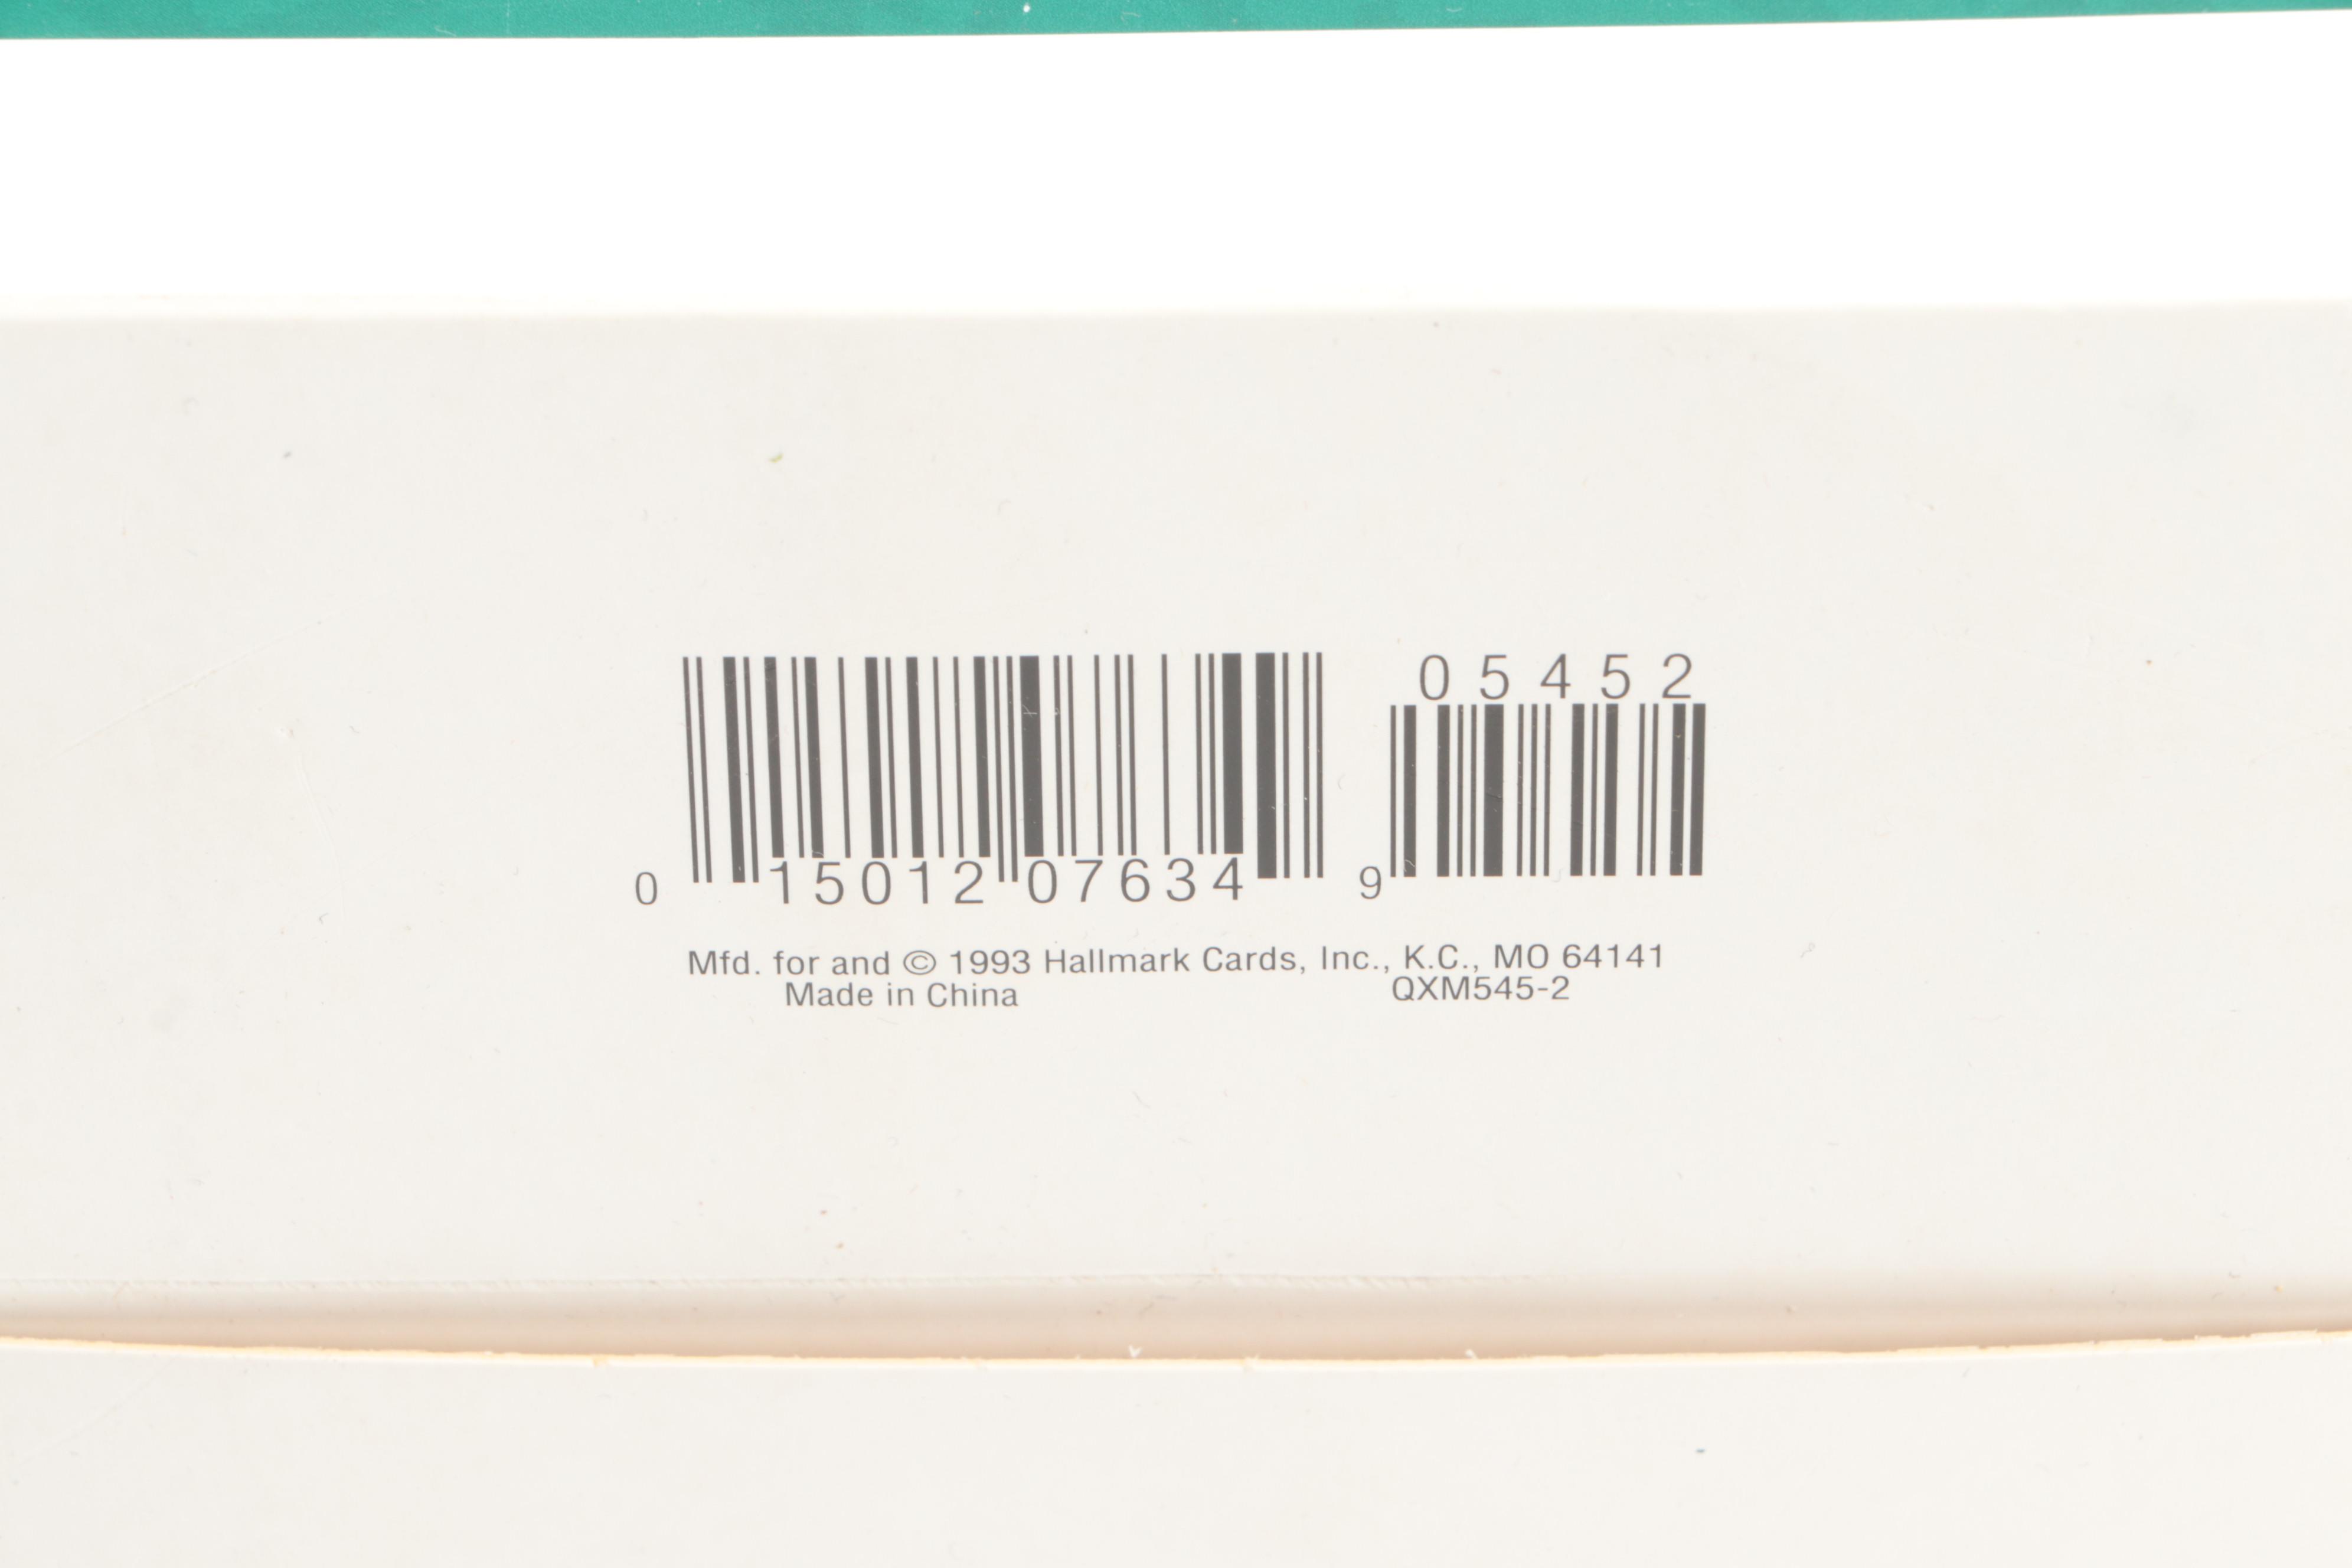 05452
0 15012 07634 9
Mfd. for and © 1993 Hallmark Cards, Inc., K.C., MO 64141
Made in China QXM545-2